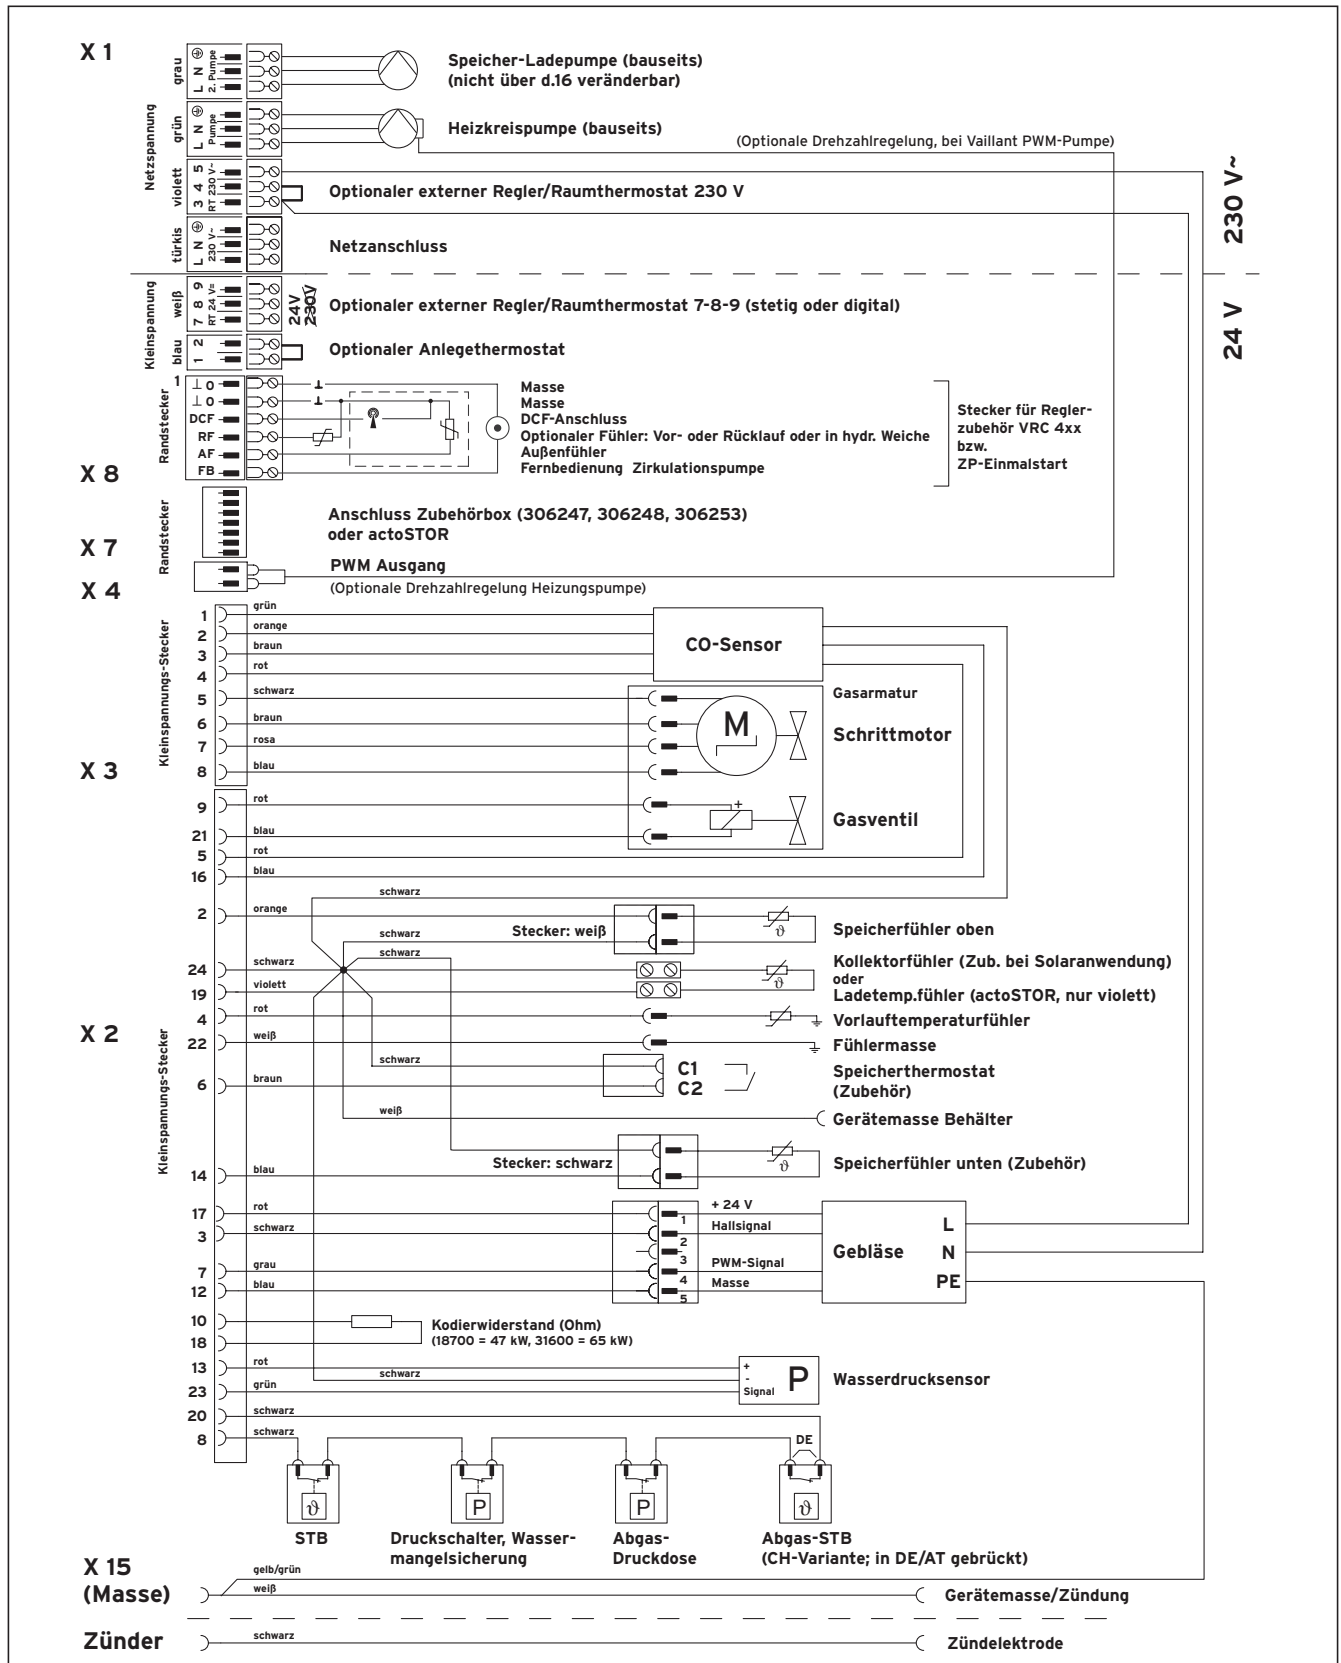 X 1
grau
L N 2. Pumpe
Speicher-Ladepumpe (bauseits)
(nicht über d.16 veränderbar)
Netzspannung
grün
L N Pumpe
Heizkreispumpe (bauseits)
(Optionale Drehzahlregelung, bei Vaillant PWM-Pumpe)
violett
3 4 5
RT 230 V~
Optionaler externer Regler/Raumthermostat 230 V
230 V~
türkis
L N 230 V~
Netzanschluss
Kleinspannung
weiß
7 8 9
RT 24 V=
24V
230V
Optionaler externer Regler/Raumthermostat 7-8-9 (stetig oder digital)
24 V
blau
1 2
Optionaler Anlegethermostat
Randstecker
1
⊥ 0
⊥ 0
DCF
RF
AF
FB
Masse
Masse
DCF-Anschluss
Optionaler Fühler: Vor- oder Rücklauf oder in hydr. Weiche
Außenfühler
Fernbedienung Zirkulationspumpe
Stecker für Regler-
zubehör VRC 4xx
bzw.
ZP-Einmalstart
X 8
Randstecker
Anschluss Zubehörbox (306247, 306248, 306253)
oder actoSTOR
X 7
PWM Ausgang
(Optionale Drehzahlregelung Heizungspumpe)
X 4
Kleinspannungs-Stecker
1 grün
2 orange
3 braun
4 rot
CO-Sensor
5 schwarz
6 braun
7 rosa
8 blau
M
Gasarmatur
Schrittmotor
X 3
9 rot
21 blau
+
Gasventil
5 rot
16 blau
schwarz
2 orange
Stecker: weiß
ϑ
Speicherfühler oben
schwarz
schwarz
24 schwarz
19 violett
ϑ
Kollektorfühler (Zub. bei Solaranwendung)
oder
Ladetemp.fühler (actoSTOR, nur violett)
X 2
Kleinspannungs-Stecker
4 rot
Vorlauftemperaturfühler
22 weiß
Fühlermasse
schwarz
6 braun
C1
C2
Speicherthermostat
(Zubehör)
weiß
Gerätemasse Behälter
Stecker: schwarz
14 blau
ϑ
Speicherfühler unten (Zubehör)
17 rot
3 schwarz
7 grau
12 blau
1
2
3
4
5
+ 24 V
Hallsignal
PWM-Signal
Masse
Gebläse
L
N
PE
10
18
Kodierwiderstand (Ohm)
(18700 = 47 kW, 31600 = 65 kW)
13 rot
schwarz
23 grün
+
-
Signal
P
Wasserdrucksensor
20 schwarz
8 schwarz
DE
ϑ
P
P
ϑ
STB
Druckschalter, Wasser-
mangelsicherung
Abgas-
Druckdose
Abgas-STB
(CH-Variante; in DE/AT gebrückt)
X 15
(Masse)
gelb/grün
weiß
Gerätemasse/Zündung
Zünder
schwarz
Zündelektrode